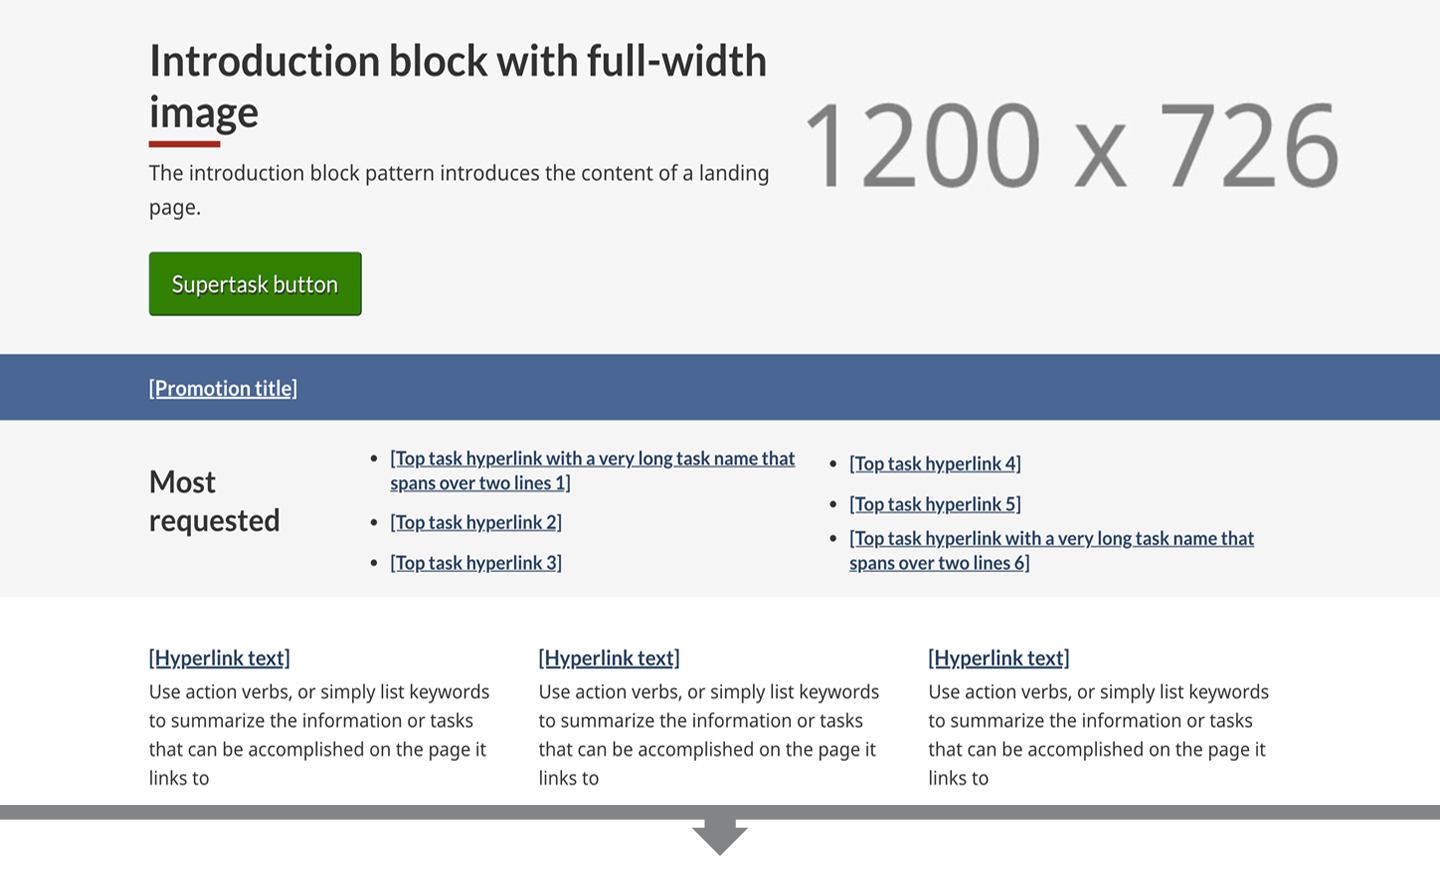 Introduction block with full-width
image
The introduction block pattern introduces the content of a landing
page.
Supertask button
1200 x 726
[Promotion title]
Most
requested
[Top task hyperlink with a very long task name that
spans over two lines 1]
[Top task hyperlink 2]
[Top task hyperlink 3]
[Top task hyperlink 4]
[Top task hyperlink 5]
[Top task hyperlink with a very long task name that
spans over two lines 6]
[Hyperlink text]
Use action verbs, or simply list keywords
to summarize the information or tasks
that can be accomplished on the page it
links to
[Hyperlink text]
Use action verbs, or simply list keywords
to summarize the information or tasks
that can be accomplished on the page it
links to
[Hyperlink text]
Use action verbs, or simply list keywords
to summarize the information or tasks
that can be accomplished on the page it
links to